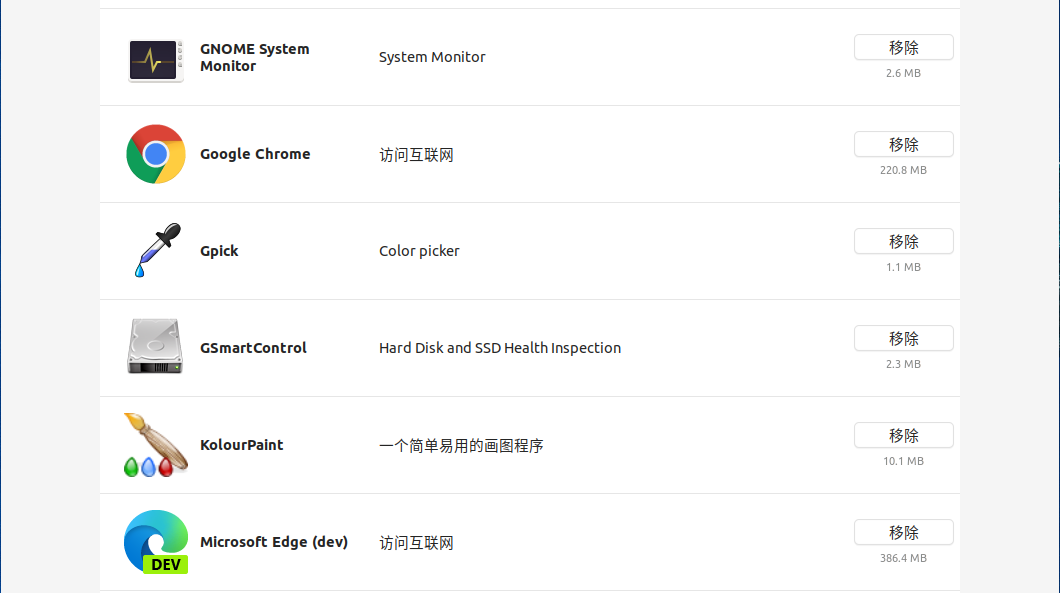 GNOME System
Monitor
System Monitor
移除
2.6 MB
Google Chrome
访问互联网
移除
220.8 MB
Gpick
Color picker
移除
1.1 MB
GSmartControl
Hard Disk and SSD Health Inspection
移除
2.3 MB
KolourPaint
一个简单易用的画图程序
移除
10.1 MB
DEV
Microsoft Edge (dev)
访问互联网
移除
386.4 MB